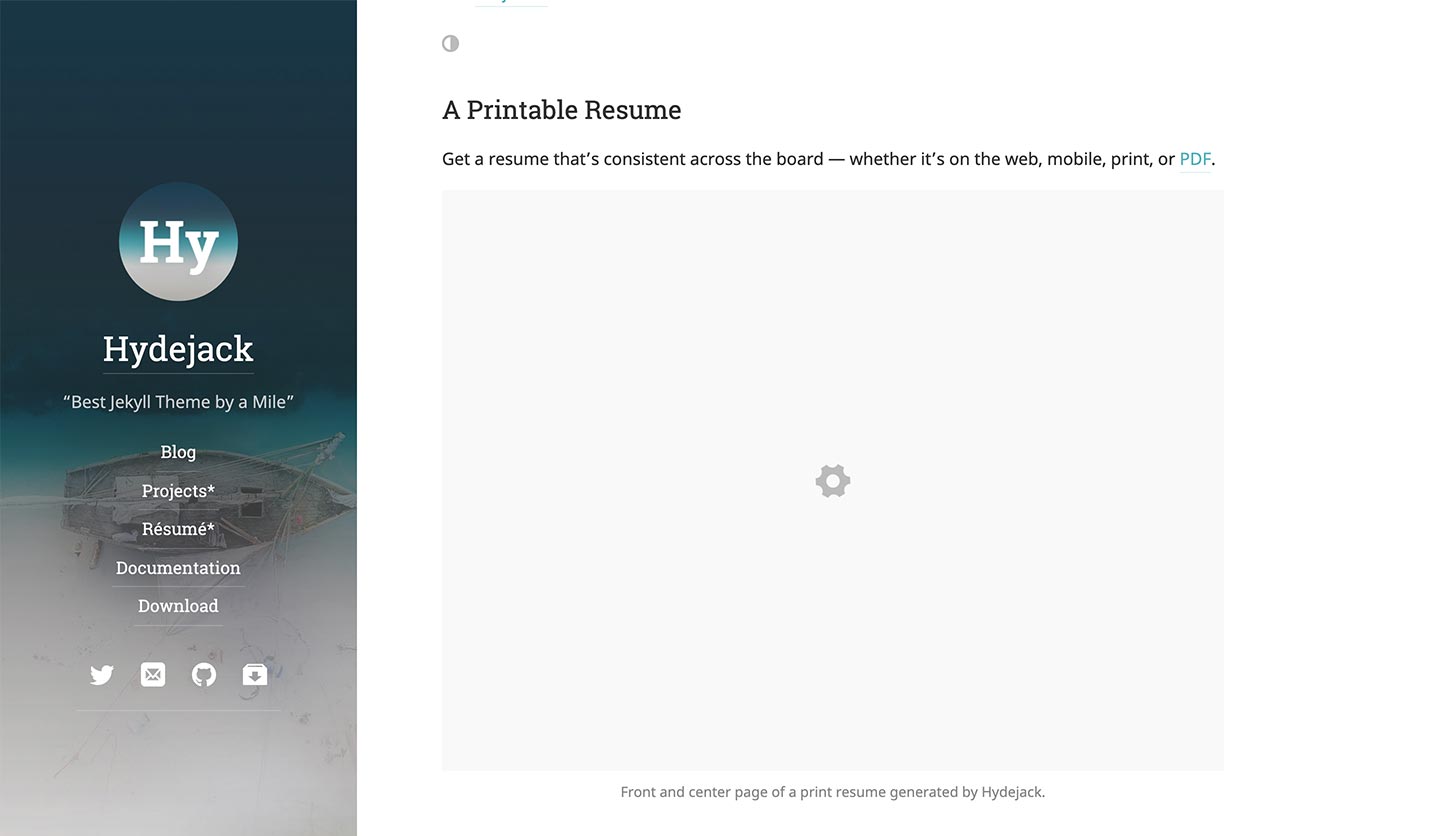 Hy
Hydejack
“Best Jekyll Theme by a Mile”
Blog
Projects*
Résumé*
Documentation
Download
A Printable Resume
Get a resume that’s consistent across the board — whether it’s on the web, mobile, print, or PDF.
Front and center page of a print resume generated by Hydejack.